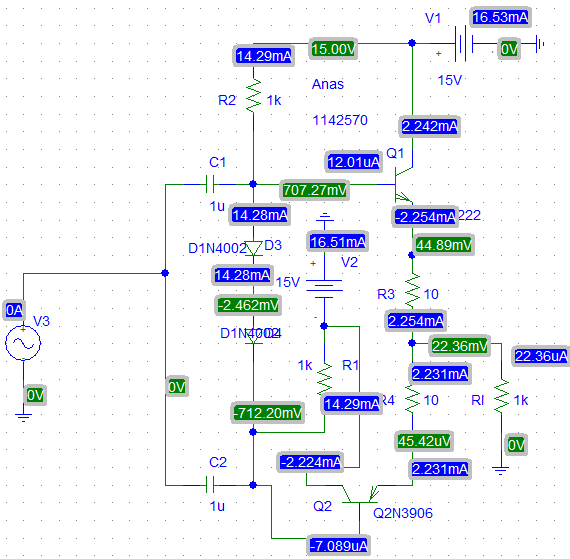 V1
16.53mA
14.29mA
15.00V
+
0V
15V
Anas
R2
1k
1142570
2.242mA
12.01uA
Q1
C1
707.27mV
1u
14.28mA
-2.254mA
222
D1N4002
D3
16.51mA
44.89mV
+
V2
14.28mA
15V
R3
10
0A
V3
-2.462mV
2.254mA
-
D1N4002
D4
22.36mV
22.36uA
1k
R1
2.231mA
0V
0V
14.29mA
R4
10
Rl
1k
-712.20mV
45.42uV
0V
C2
-2.224mA
2.231mA
1u
Q2
Q2N3906
-7.089uA